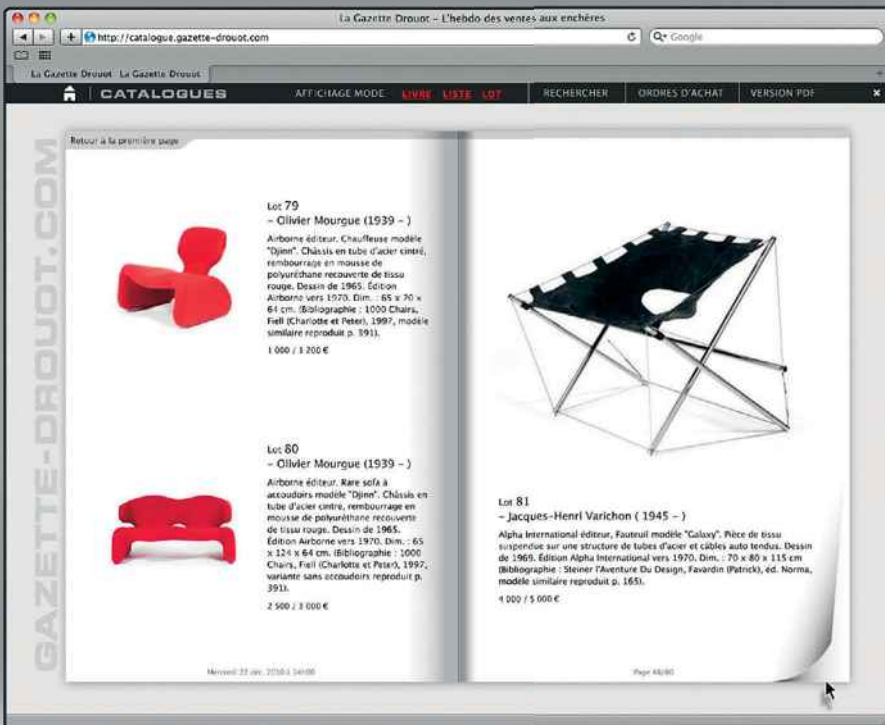 La Gazette Drouot – L'hebdo des ventes aux enchères
http://catalogue.gazette-drouot.com
Google
La Gazette Drouot La Gazette Drouot
CATALOGUES AFFICHAGE MODE LIVRE LISTE LOT RECHERCHER ORDRES D'ACHAT VERSION PDF
GAZETTE-DROUOT.COM
Retour à la première page
Lot 79
– Olivier Mourgue (1939 – )
Airborne éditeur. Chauffeuse modèle
"Djinn". Châssis en tube d'acier cintré,
rembourrage en mousse de
polyuréthane recouverte de tissu
rouge. Dessin de 1965. Édition
Airborne vers 1970. Dim. : 65 x 70 x
64 cm. (Bibliographie : 1000 Chairs,
Fiell (Charlotte et Peter), 1997, modèle
similaire reproduit p. 391).
1 000 / 1 200 €
Lot 80
– Olivier Mourgue (1939 – )
Airborne éditeur. Rare sofa à
accoudoirs modèle "Djinn". Châssis en
tube d'acier cintré, rembourrage en
mousse de polyuréthane recouverte
de tissu rouge. Dessin de 1965.
Édition Airborne vers 1970. Dim. : 65
x 124 x 64 cm. (Bibliographie : 1000
Chairs, Fiell (Charlotte et Peter), 1997,
variante sans accoudoirs reproduit p.
391).
2 500 / 3 000 €
Mercredi 22 déc. 2010 à 14h00
Lot 81
– Jacques-Henri Varichon ( 1945 – )
Alpha International éditeur, Fauteuil modèle "Galaxy". Pièce de tissu
suspendue sur une structure de tubes d'acier et câbles auto tendus. Dessin
de 1969. Édition Alpha International vers 1970. Dim. : 70 x 80 x 115 cm
(Bibliographie : Steiner l'Aventure Du Design, Favardin (Patrick), éd. Norma,
modèle similaire reproduit p. 165).
4 000 / 5 000 €
Page 48/80